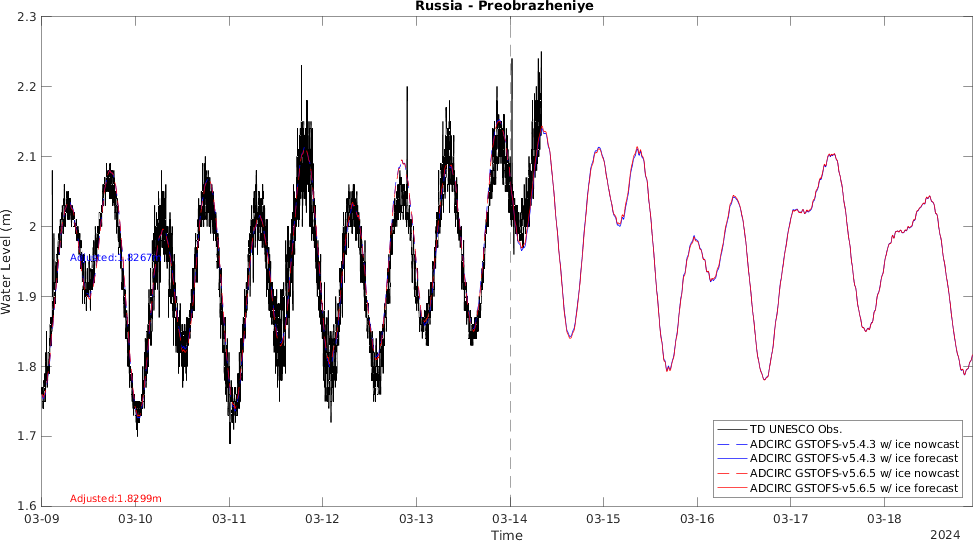 Russia - Preobrazheniye
2.3
2.2
2.1
2
1.9
1.8
1.7
1.6
Water Level (m)
Adjusted:1.8267m
Adjusted:1.8299m
TD UNESCO Obs.
ADCIRC GSTOFS-v5.4.3 w/ ice nowcast
ADCIRC GSTOFS-v5.4.3 w/ ice forecast
ADCIRC GSTOFS-v5.6.5 w/ ice nowcast
ADCIRC GSTOFS-v5.6.5 w/ ice forecast
03-09 03-10 03-11 03-12 03-13 03-14 03-15 03-16 03-17 03-18
Time
2024